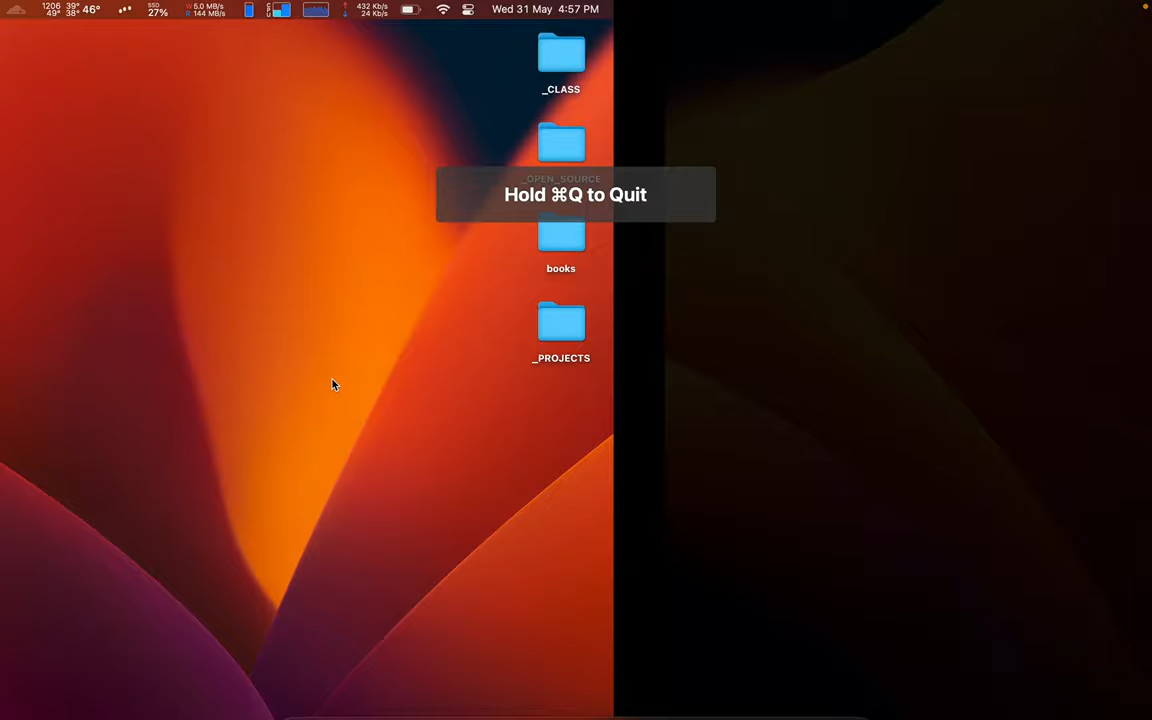 1206 39° 46°
49° 38°
SSD
27%
W 5.0 MB/s
R 144 MB/s
432 Kb/s
24 Kb/s
Wed 31 May 4:57 PM
_CLASS
_OPEN_SOURCE
Hold ⌘Q to Quit
books
_PROJECTS